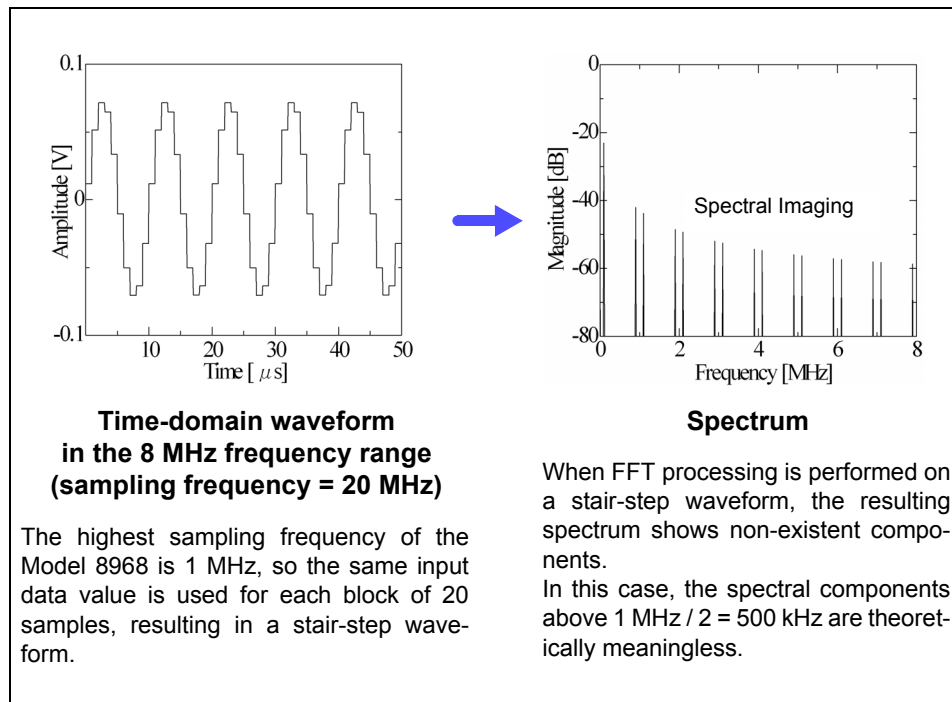 0.1
0
-0.1
Amplitude [V]
10 20 30 40 50
Time [ μs]
0
-20
-40
-60
-80
Magnitude [dB]
Spectral Imaging
0 2 4 6 8
Frequency [MHz]
Time-domain waveform
in the 8 MHz frequency range
(sampling frequency = 20 MHz)
The highest sampling frequency of the
Model 8968 is 1 MHz, so the same input
data value is used for each block of 20
samples, resulting in a stair-step wave-
form.
Spectrum
When FFT processing is performed on
a stair-step waveform, the resulting
spectrum shows non-existent compo-
nents.
In this case, the spectral components
above 1 MHz / 2 = 500 kHz are theoret-
ically meaningless.